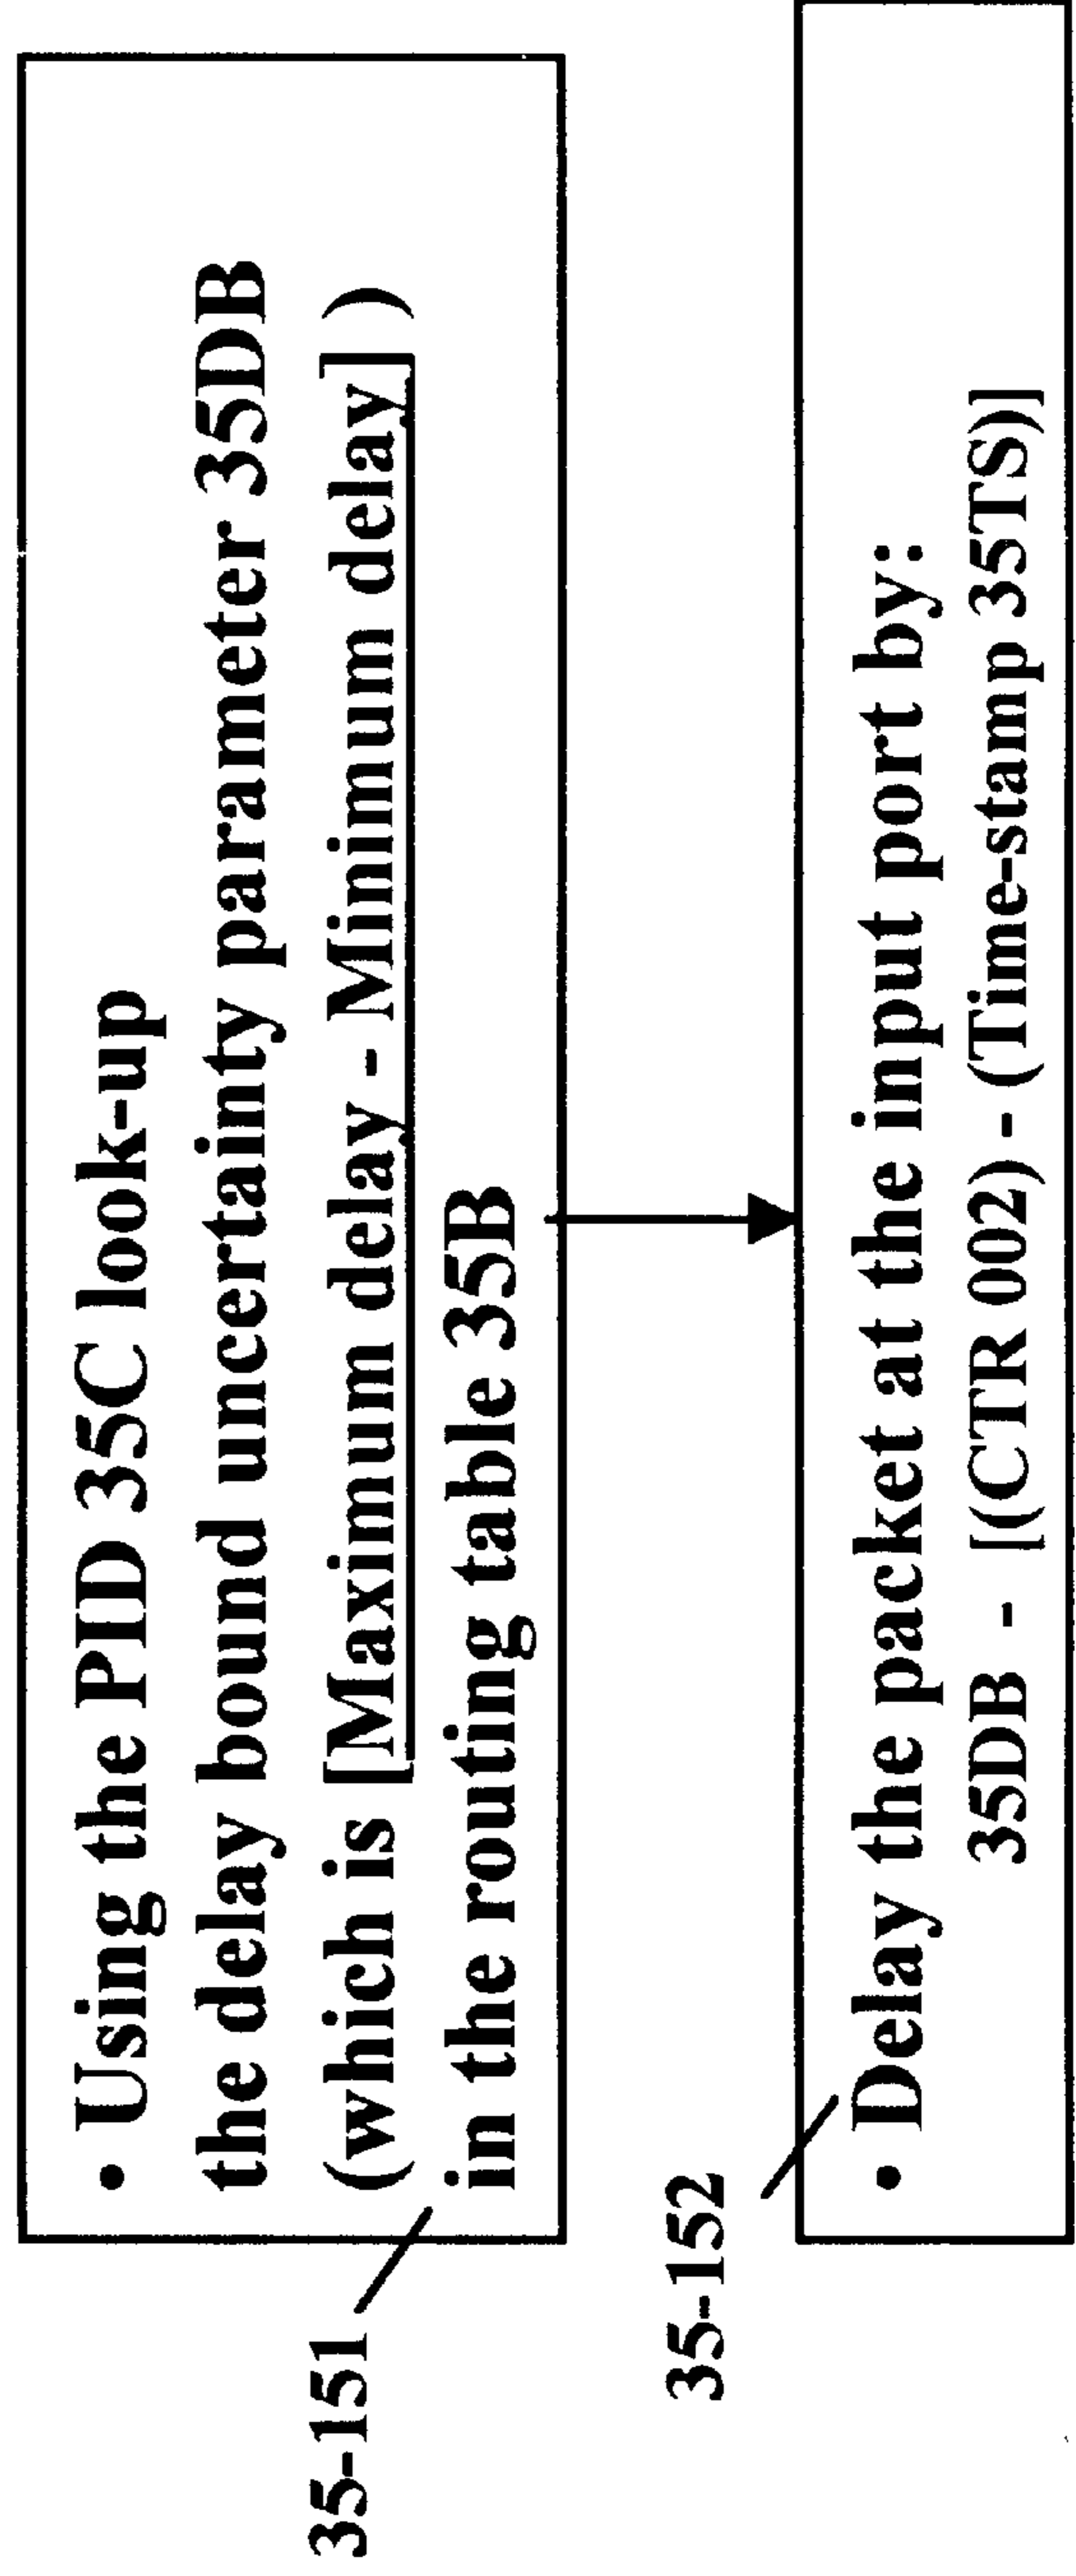 • Using the PID 35C look-up
the delay bound uncertainty parameter 35DB
(which is [Maximum delay - Minimum delay] )
in the routing table 35B
35-151
35-152
• Delay the packet at the input port by:
35DB - [(CTR 002) - (Time-stamp 35TS)]